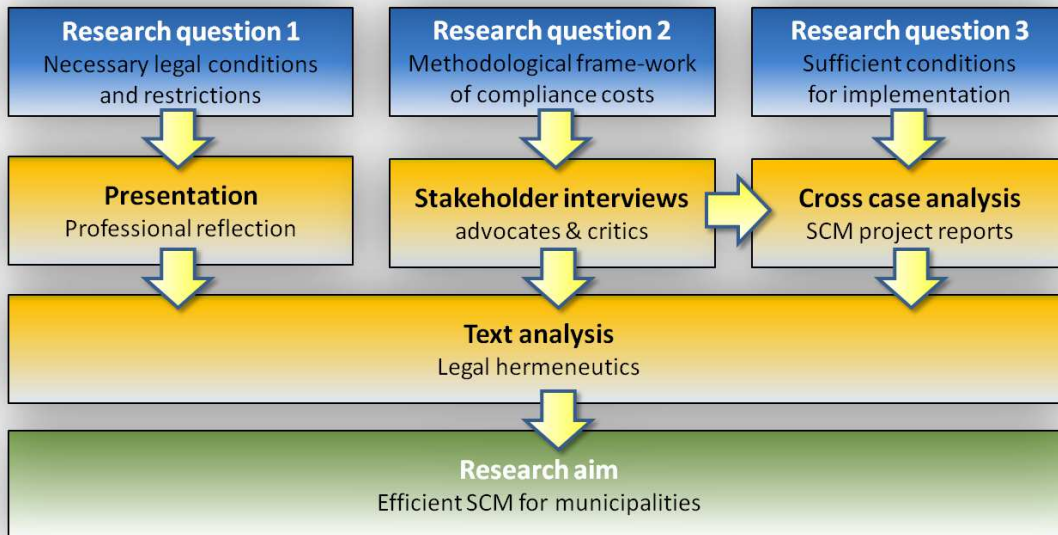 Research question 1
Necessary legal conditions
and restrictions
Research question 2
Methodological frame-work
of compliance costs
Research question 3
Sufficient conditions
for implementation
Presentation
Professional reflection
Stakeholder interviews
advocates & critics
Cross case analysis
SCM project reports
Text analysis
Legal hermeneutics
Research aim
Efficient SCM for municipalities